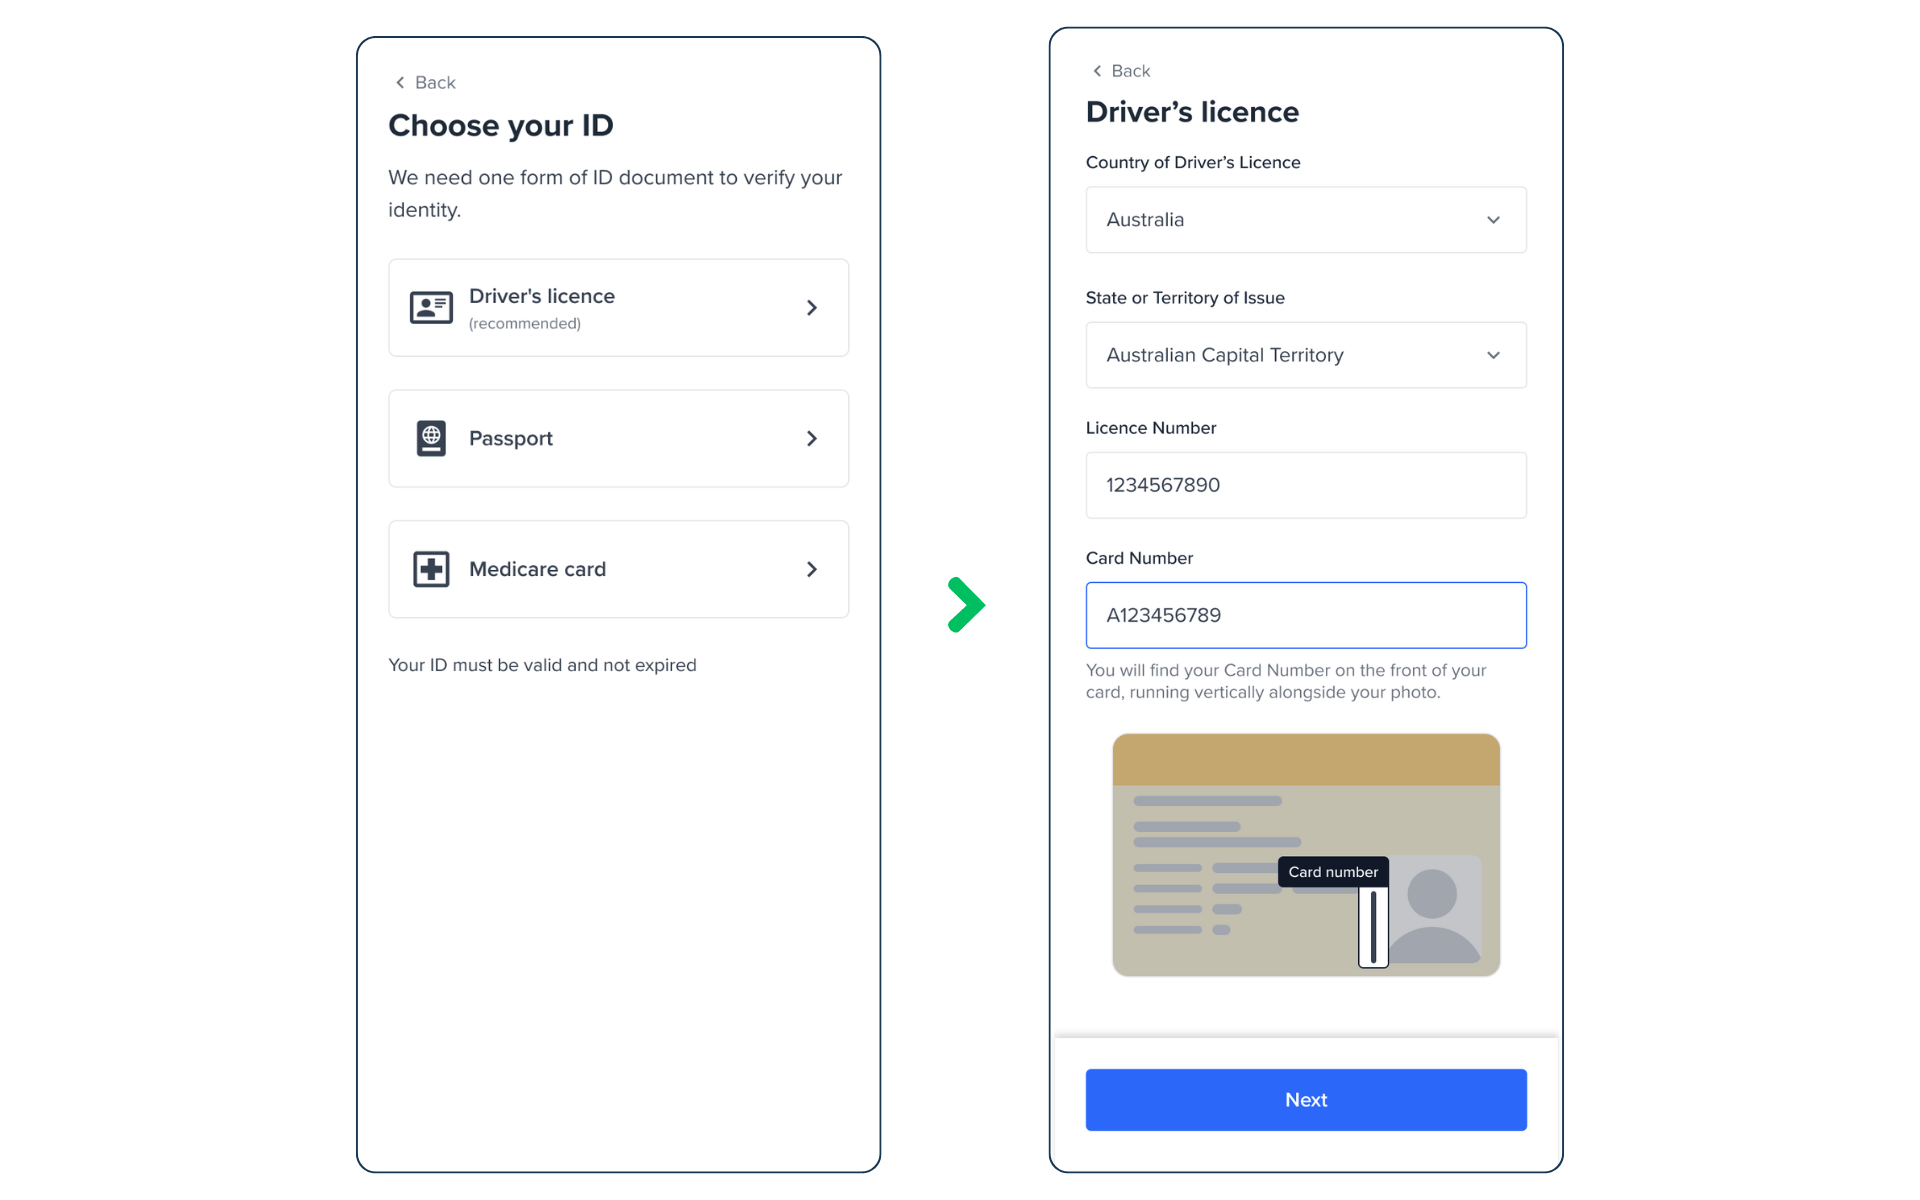 Back
Choose your ID
We need one form of ID document to verify your
identity.
Driver's licence
(recommended)
Passport
Medicare card
Your ID must be valid and not expired
Back
Driver’s licence
Country of Driver’s Licence
Australia
State or Territory of Issue
Australian Capital Territory
Licence Number
1234567890
Card Number
A123456789
You will find your Card Number on the front of your
card, running vertically alongside your photo.
Card number
Next